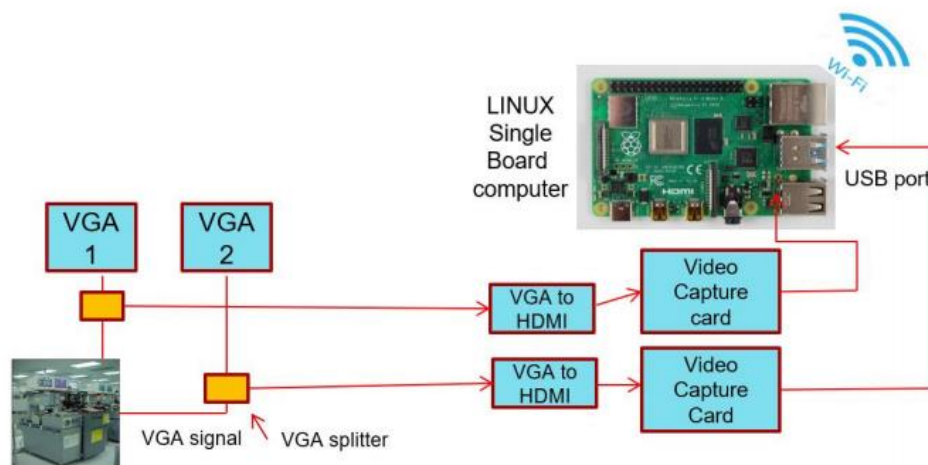 Wi-Fi
LINUX
Single
Board
computer
HDMI
USB port
VGA
1
VGA
2
VGA to
HDMI
Video
Capture
card
VGA to
HDMI
Video
Capture
Card
VGA signal
VGA splitter